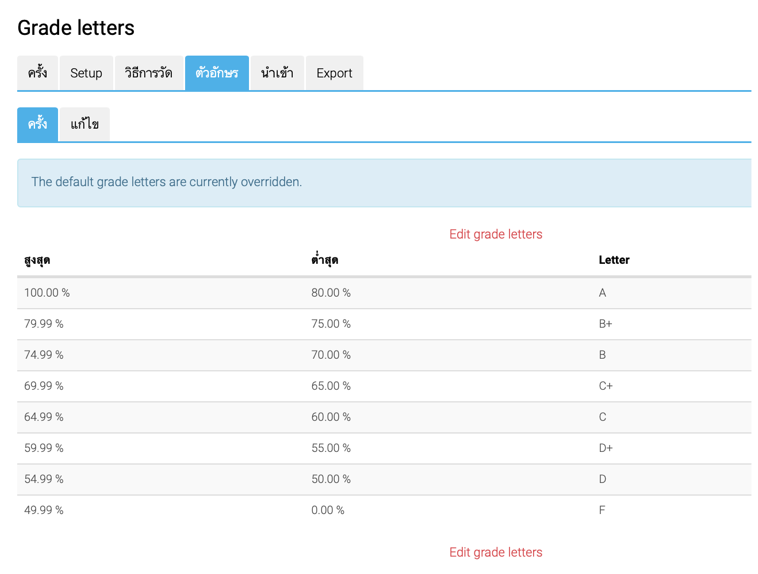 Grade letters
ครั้ง Setup วิธีการวัด ตัวอักษร นำเข้า Export
ครั้ง แก้ไข
The default grade letters are currently overridden.
Edit grade letters
สูงสุด ต่ำสุด Letter
100.00 % 80.00 % A
79.99 % 75.00 % B+
74.99 % 70.00 % B
69.99 % 65.00 % C+
64.99 % 60.00 % C
59.99 % 55.00 % D+
54.99 % 50.00 % D
49.99 % 0.00 % F
Edit grade letters